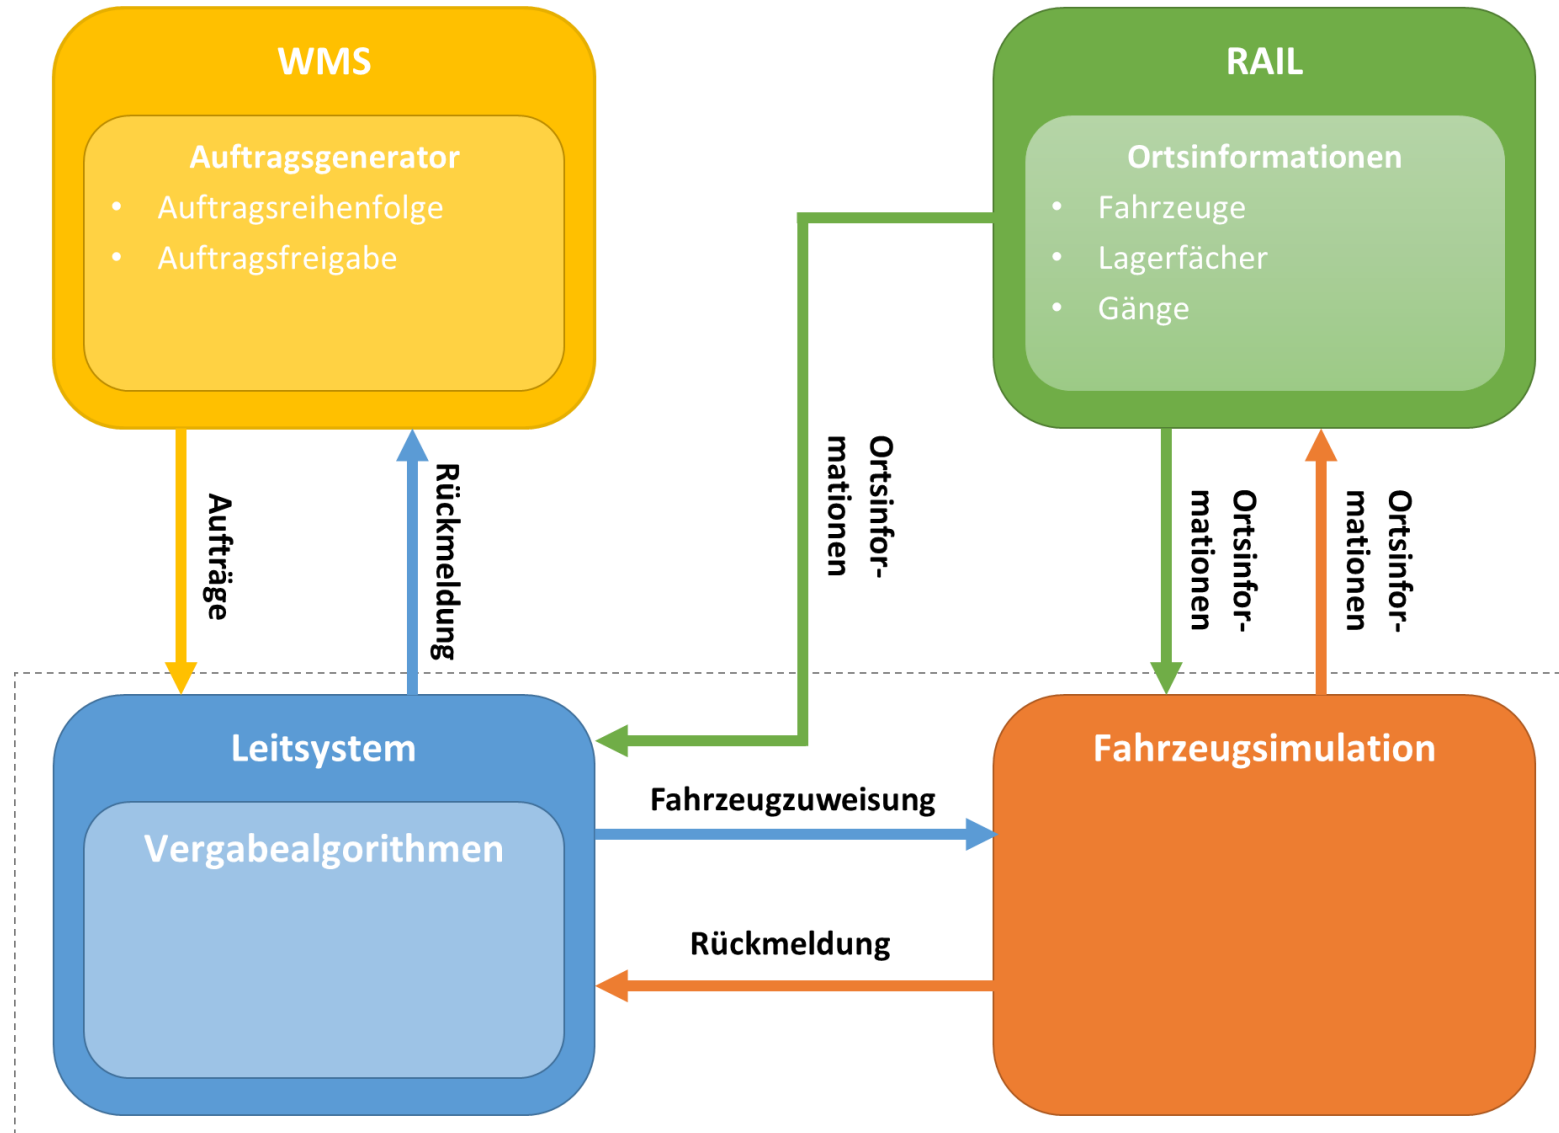 WMS
Auftragsgenerator
• Auftragsreihenfolge
• Auftragsfreigabe
RAIL
Ortsinformationen
• Fahrzeuge
• Lagerfächer
• Gänge
Aufträge
Rückmeldung
Ortsinfor-
mationen
Ortsinfor-
mationen
Ortsinfor-
mationen
Leitsystem
Vergabealgorithmen
Fahrzeugzuweisung
Rückmeldung
Fahrzeugsimulation